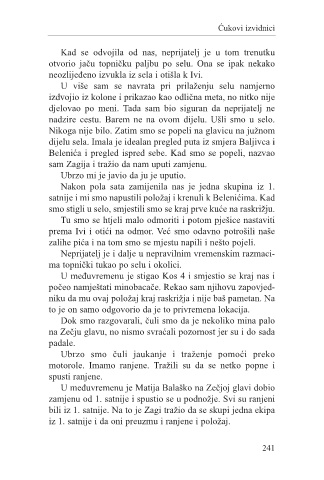 Ćukovi izvidnici
Kad se odvojila od nas, neprijatelj je u tom trenutku
otvorio jaču topničku paljbu po selu. Ona se ipak nekako
neozlijeđeno izvukla iz sela i otišla k Ivi.
U više sam se navrata pri prilaženju selu namjerno
izdvojio iz kolone i prikazao kao odlična meta, no nitko nije
djelovao po meni. Tada sam bio siguran da neprijatelj ne
nadzire cestu. Barem ne na ovom dijelu. Ušli smo u selo.
Nikoga nije bilo. Zatim smo se popeli na glavicu na južnom
dijelu sela. Imala je idealan pregled puta iz smjera Baljivca i
Belenića i pregled ispred sebe. Kad smo se popeli, nazvao
sam Zagija i tražio da nam uputi zamjenu.
Ubrzo mi je javio da ju je uputio.
Nakon pola sata zamijenila nas je jedna skupina iz 1.
satnije i mi smo napustili položaj i krenuli k Belenićima. Kad
smo stigli u selo, smjestili smo se kraj prve kuće na raskrižju.
Tu smo se htjeli malo odmoriti i potom pješice nastaviti
prema Ivi i otići na odmor. Već smo odavno potrošili naše
zalihe pića i na tom smo se mjestu napili i nešto pojeli.
Neprijatelj je i dalje u nepravilnim vremenskim razmaci-
ma topnički tukao po selu i okolici.
U međuvremenu je stigao Kos 4 i smjestio se kraj nas i
počeo namještati minobacače. Rekao sam njihovu zapovjed-
niku da mu ovaj položaj kraj raskrižja i nije baš pametan. Na
to je on samo odgovorio da je to privremena lokacija.
Dok smo razgovarali, čuli smo da je nekoliko mina palo
na Zečju glavu, no nismo svraćali pozornost jer su i do sada
padale.
Ubrzo smo čuli jaukanje i traženje pomoći preko
motorole. Imamo ranjene. Tražili su da se netko popne i
spusti ranjene.
U međuvremenu je Matija Balaško na Zečjoj glavi dobio
zamjenu od 1. satnije i spustio se u podnožje. Svi su ranjeni
bili iz 1. satnije. Na to je Zagi tražio da se skupi jedna ekipa
iz 1. satnije i da oni preuzmu i ranjene i položaj.
241